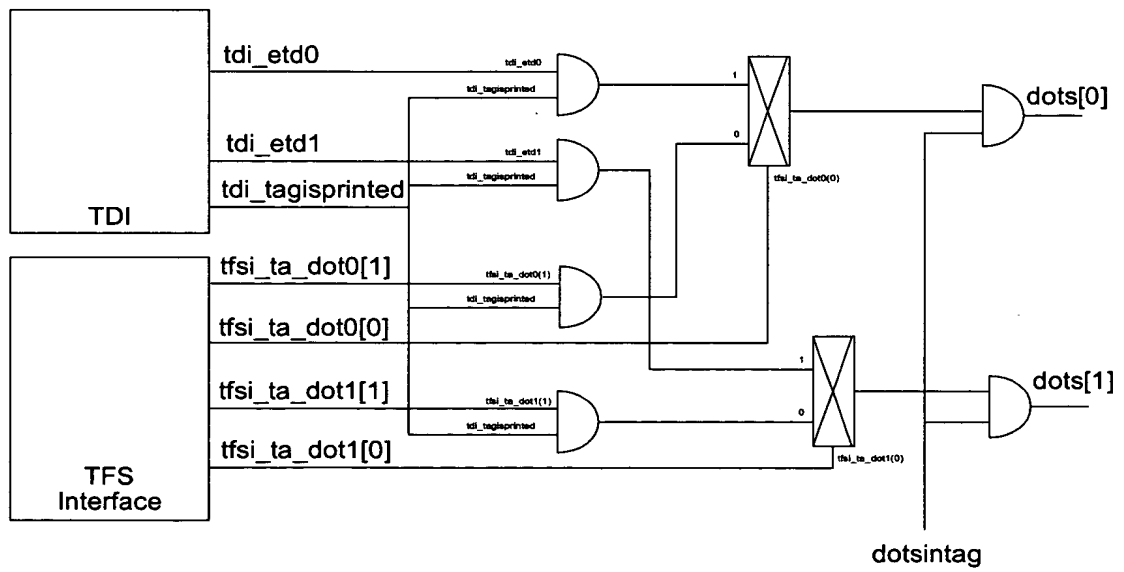 tdi_etd0
tdi_etd0
tdi_tagisprinted
1
dots[0]
tdi_etd1
tdi_etd1
tdi_tagisprinted
0
tdi_tagisprinted
tfsi_ta_dot0(0)
TDI
tfsi_ta_dot0[1]
tfsi_ta_dot0(1)
tdi_tagisprinted
tfsi_ta_dot0[0]
1
dots[1]
tfsi_ta_dot1[1]
tfsi_ta_dot1(1)
tdi_tagisprinted
0
tfsi_ta_dot1[0]
tfsi_ta_dot1(0)
TFS
Interface
dotsintag